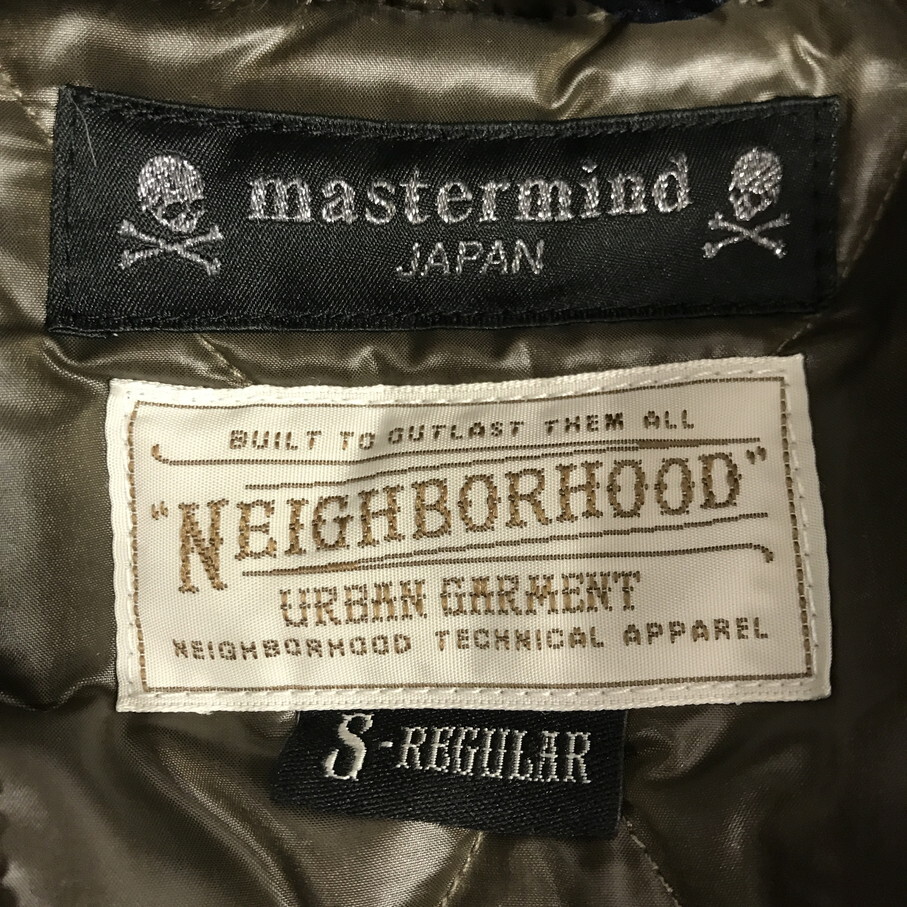 mastermind
JAPAN
BUILT TO OUTLAST THEM ALL
"NEIGHBORHOOD"
URBAN GARMENT
NEIGHBORHOOD TECHNICAL APPAREL
S-REGULAR